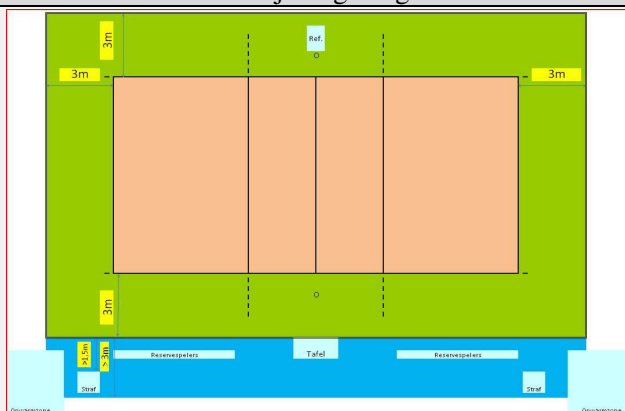 Ref.
3m
3m
3m
3m
>1,5m
> 3m
Reservespelers
Tafel
Reservespelers
Straf
Straf